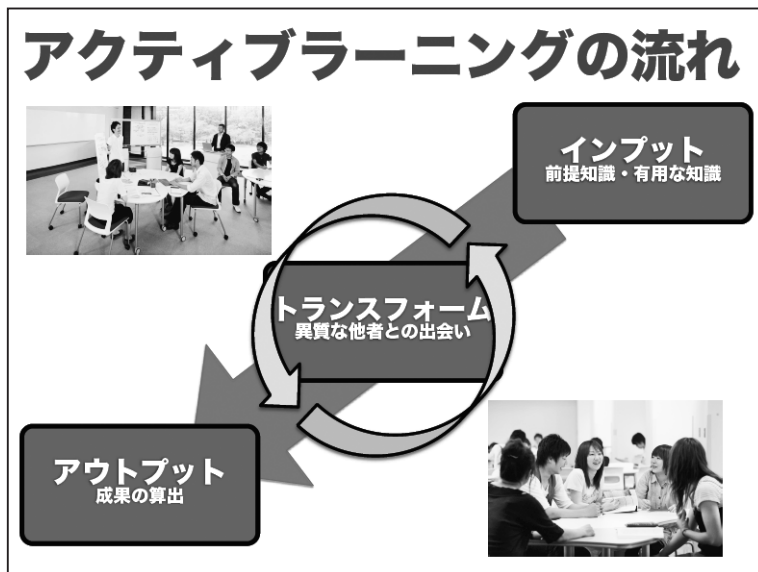 アクティブラーニングの流れ
インプット
前提知識・有用な知識
トランスフォーム
異質な他者との出会い
アウトプット
成果の算出